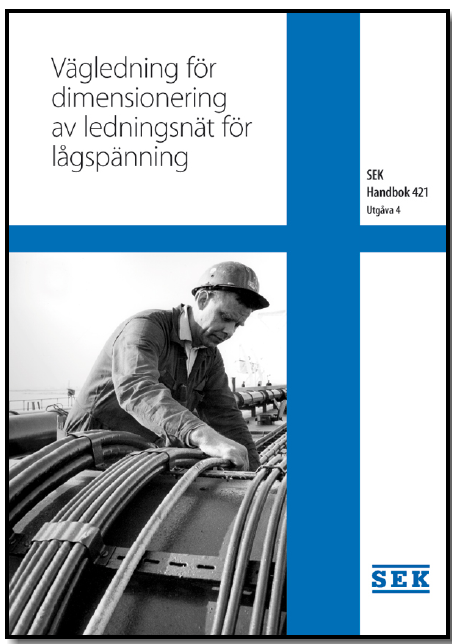 Vägledning för
dimensionering
av ledningsnät för
lågspänning
SEK
Handbok 421
Utgåva 4
SEK